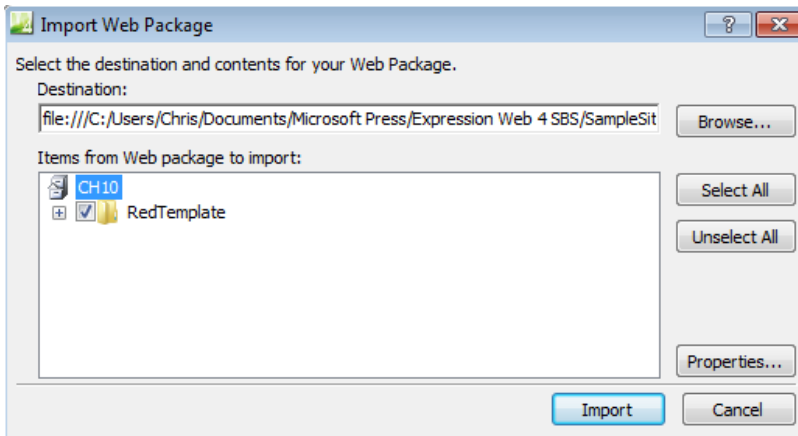 Import Web Package
Select the destination and contents for your Web Package.
Destination:
file:///C:/Users/Chris/Documents/Microsoft Press/Expression Web 4 SBS/SampleSit
Browse...
Items from Web package to import:
CH10
Select All
RedTemplate
Unselect All
Properties...
Import
Cancel